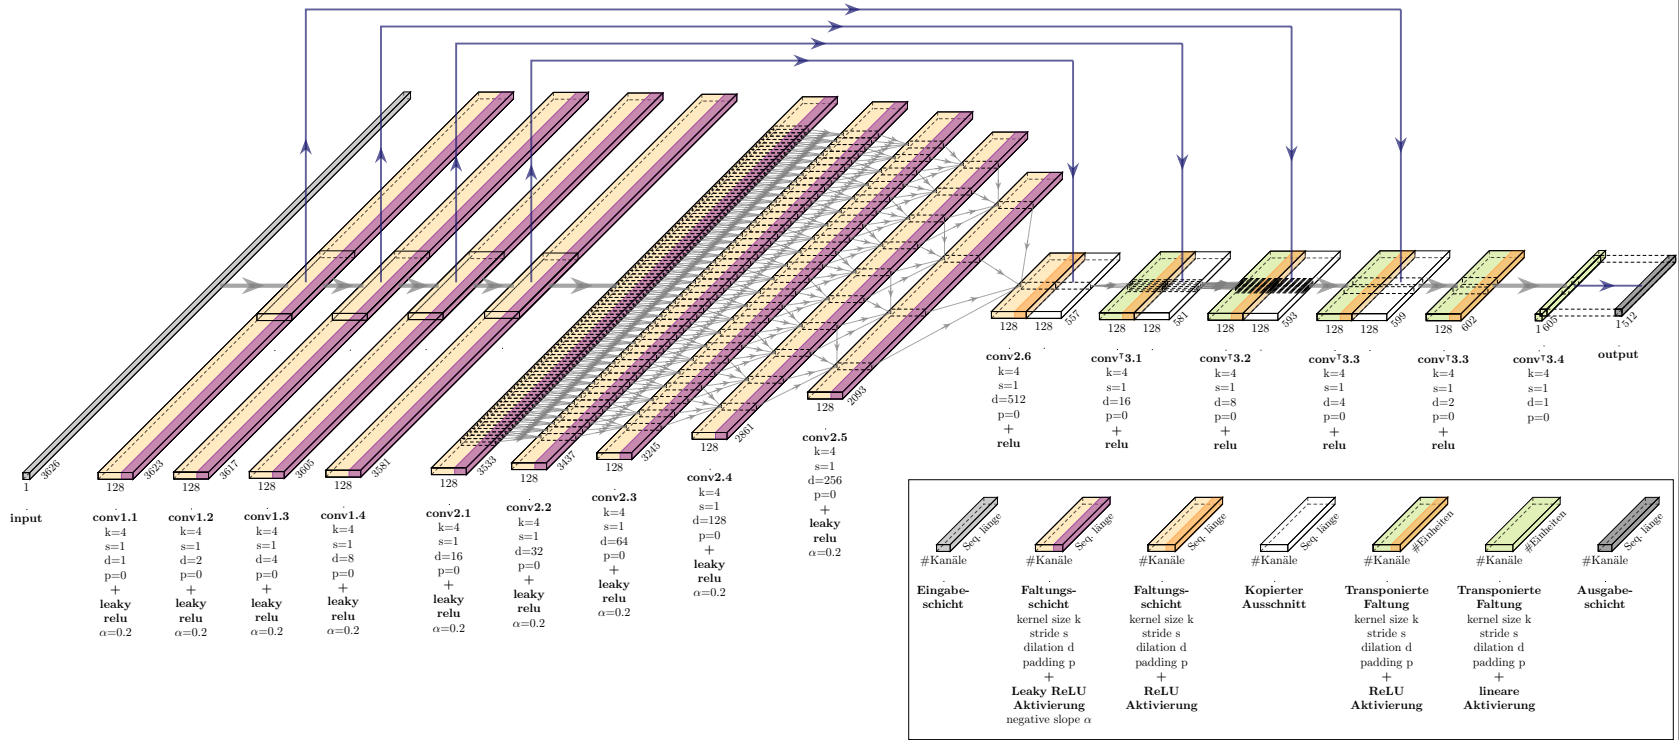 1
3626
input
128
3623
conv1.1
k=4
s=1
d=1
p=0
+
leaky
relu
α=0.2
128
3617
conv1.2
k=4
s=1
d=2
p=0
+
leaky
relu
α=0.2
128
3605
conv1.3
k=4
s=1
d=4
p=0
+
leaky
relu
α=0.2
128
3581
conv1.4
k=4
s=1
d=8
p=0
+
leaky
relu
α=0.2
128
3533
conv2.1
k=4
s=1
d=16
p=0
+
leaky
relu
α=0.2
128
3437
conv2.2
k=4
s=1
d=32
p=0
+
leaky
relu
α=0.2
128
3245
conv2.3
k=4
s=1
d=64
p=0
+
leaky
relu
α=0.2
128
2861
conv2.4
k=4
s=1
d=128
p=0
+
leaky
relu
α=0.2
128
2093
conv2.5
k=4
s=1
d=256
p=0
+
leaky
relu
α=0.2
128 128
557
conv2.6
k=4
s=1
d=512
p=0
+
relu
128 128
581
convᵀ3.1
k=4
s=1
d=16
p=0
+
relu
128 128
593
convᵀ3.2
k=4
s=1
d=8
p=0
+
relu
128 128
599
convᵀ3.3
k=4
s=1
d=4
p=0
+
relu
128
602
convᵀ3.3
k=4
s=1
d=2
p=0
+
relu
1
605
convᵀ3.4
k=4
s=1
d=1
p=0
1
512
output
#Kanäle
Seq. länge
Eingabe-
schicht
#Kanäle
Seq. länge
Faltungs-
schicht
kernel size k
stride s
dilation d
padding p
+
Leaky ReLU
Aktivierung
negative slope α
#Kanäle
Seq. länge
Faltungs-
schicht
kernel size k
stride s
dilation d
padding p
+
ReLU
Aktivierung
#Kanäle
Seq. länge
Kopierter
Ausschnitt
#Kanäle
#Einheiten
Transponierte
Faltung
kernel size k
stride s
dilation d
padding p
+
ReLU
Aktivierung
#Kanäle
#Einheiten
Transponierte
Faltung
kernel size k
stride s
dilation d
padding p
+
lineare
Aktivierung
#Kanäle
Seq. länge
Ausgabe-
schicht